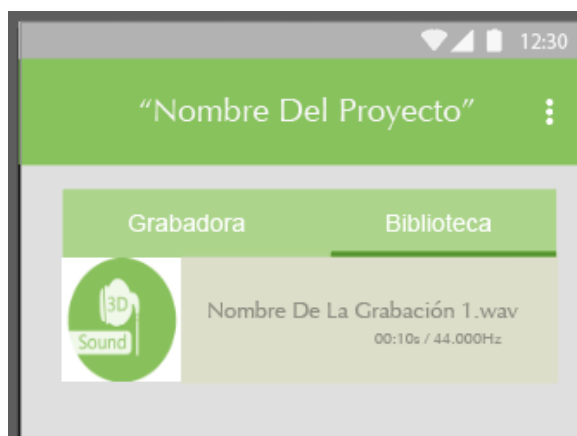 12:30
“Nombre Del Proyecto”
Grabadora Biblioteca
3D
Sound
Nombre De La Grabación 1.wav
00:10s / 44.000Hz